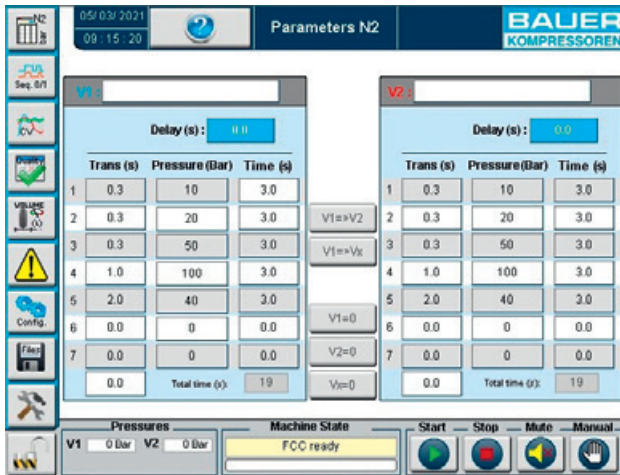 N2
05/03/2021
09:15:20
?
Parameters N2
BAUER
KOMPRESSOREN
Seq. 0/1
CV
Quality
VOLUME
Config.
Files
V1 :
Delay (s) : 0.0
Trans (s) Pressure (Bar) Time (s)
1 0.3 10 3.0
2 0.3 20 3.0
3 0.3 50 3.0
4 1.0 100 3.0
5 2.0 40 3.0
6 0.0 0 0.0
7 0.0 0 0.0
0.0 Total time (s): 19
V1=>V2
V1=>Vx
V1=0
V2=0
Vx=0
V2 :
Delay (s) : 0.0
Trans (s) Pressure (Bar) Time (s)
1 0.3 10 3.0
2 0.3 20 3.0
3 0.3 50 3.0
4 1.0 100 3.0
5 2.0 40 3.0
6 0.0 0 0.0
7 0.0 0 0.0
0.0 Total time (s): 19
Pressures
V1 0 Bar V2 0 Bar
Machine State
FCC ready
Start Stop Mute Manual